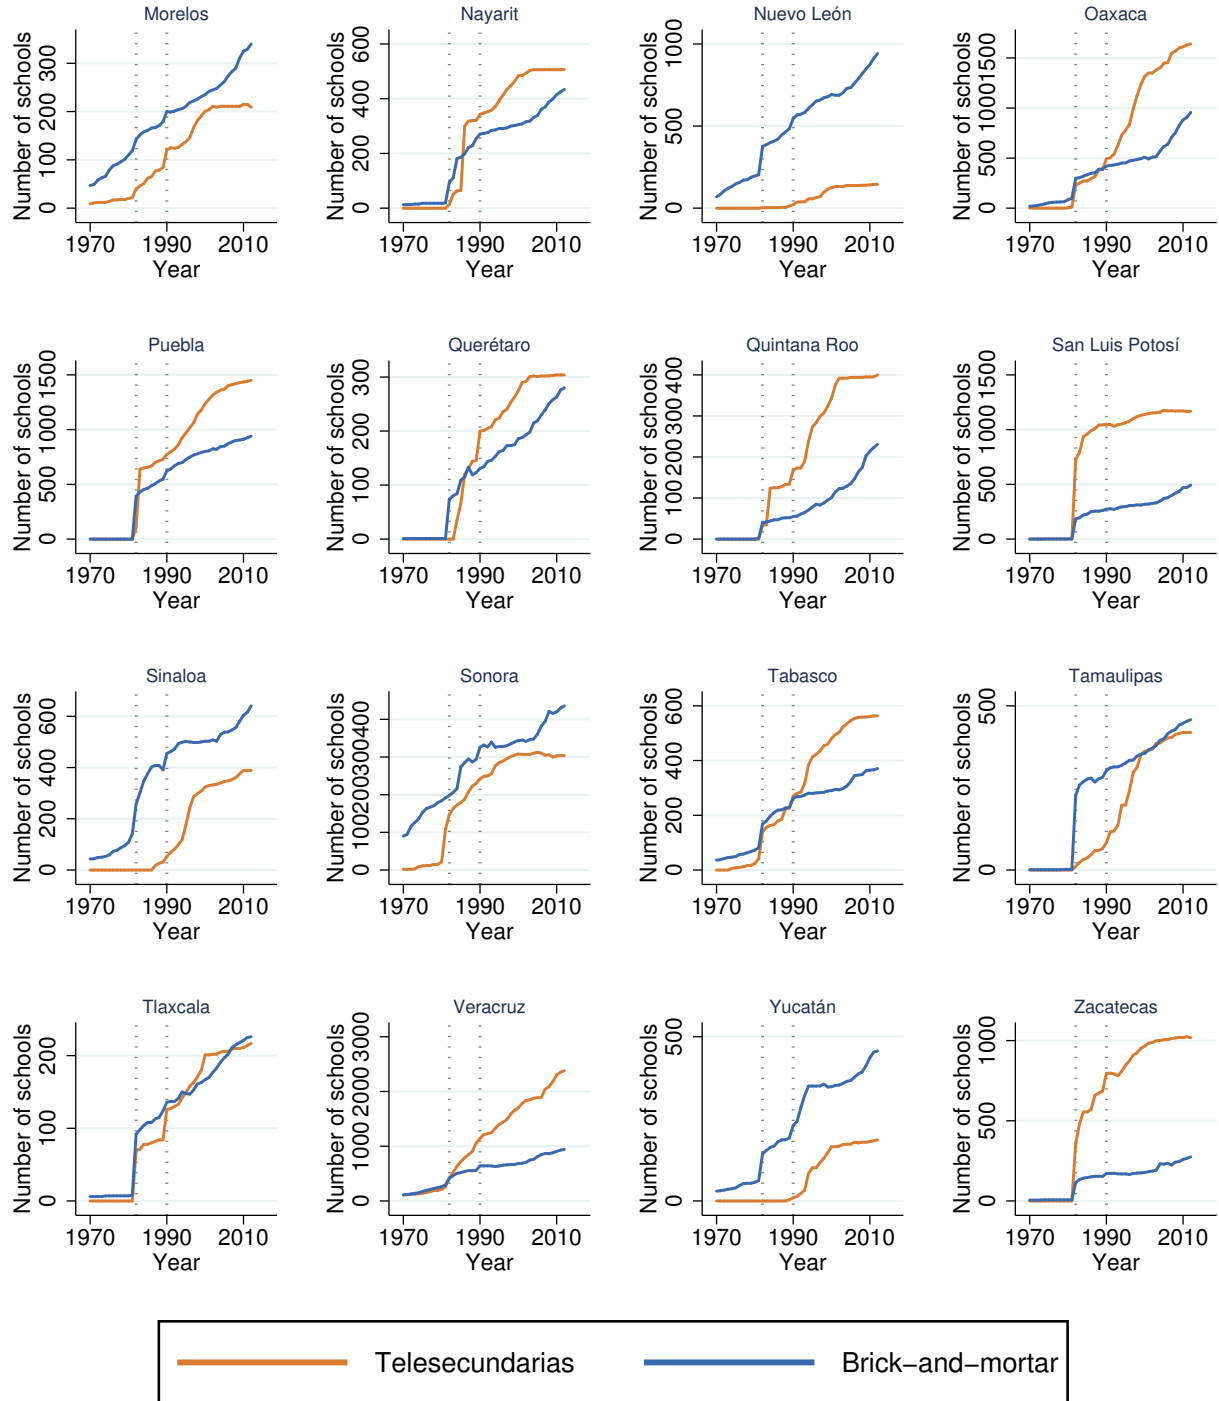 Morelos Nayarit Nuevo León Oaxaca
Number of schools
0 100 200 300
1970 1990 2010
Year
Number of schools
0 200 400 600
1970 1990 2010
Year
Number of schools
0 500 1000
1970 1990 2010
Year
Number of schools
0 500 1000 1500
1970 1990 2010
Year
Puebla Querétaro Quintana Roo San Luis Potosí
Number of schools
0 500 1000 1500
1970 1990 2010
Year
Number of schools
0 100 200 300
1970 1990 2010
Year
Number of schools
0 100 200 300 400
1970 1990 2010
Year
Number of schools
0 500 1000 1500
1970 1990 2010
Year
Sinaloa Sonora Tabasco Tamaulipas
Number of schools
0 200 400 600
1970 1990 2010
Year
Number of schools
0 100 200 300 400
1970 1990 2010
Year
Number of schools
0 200 400 600
1970 1990 2010
Year
Number of schools
0 500
1970 1990 2010
Year
Tlaxcala Veracruz Yucatán Zacatecas
Number of schools
0 100 200
1970 1990 2010
Year
Number of schools
0 1000 2000 3000
1970 1990 2010
Year
Number of schools
0 500
1970 1990 2010
Year
Number of schools
0 500 1000
1970 1990 2010
Year
Telesecundarias Brick−and−mortar